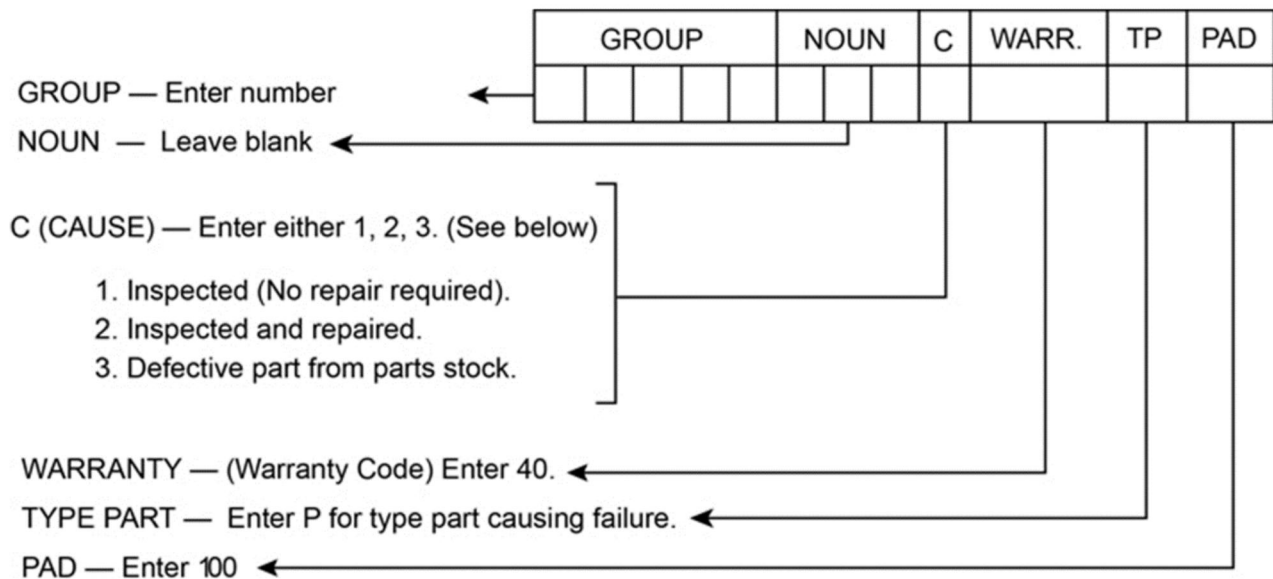 GROUP NOUN C WARR. TP PAD
GROUP — Enter number
NOUN — Leave blank
C (CAUSE) — Enter either 1, 2, 3. (See below)
1. Inspected (No repair required).
2. Inspected and repaired.
3. Defective part from parts stock.
WARRANTY — (Warranty Code) Enter 40.
TYPE PART — Enter P for type part causing failure.
PAD — Enter 100